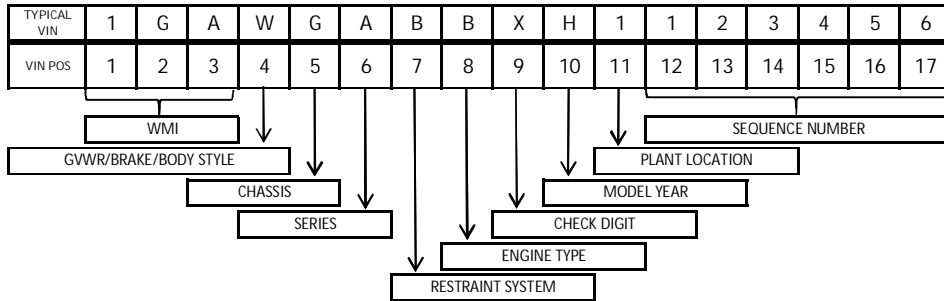 TYPICAL VIN 1 G A W G A B B X H 1 1 2 3 4 5 6
VIN POS 1 2 3 4 5 6 7 8 9 10 11 12 13 14 15 16 17
WMI SEQUENCE NUMBER
GVWR/BRAKE/BODY STYLE PLANT LOCATION
CHASSIS MODEL YEAR
SERIES CHECK DIGIT
ENGINE TYPE
RESTRAINT SYSTEM